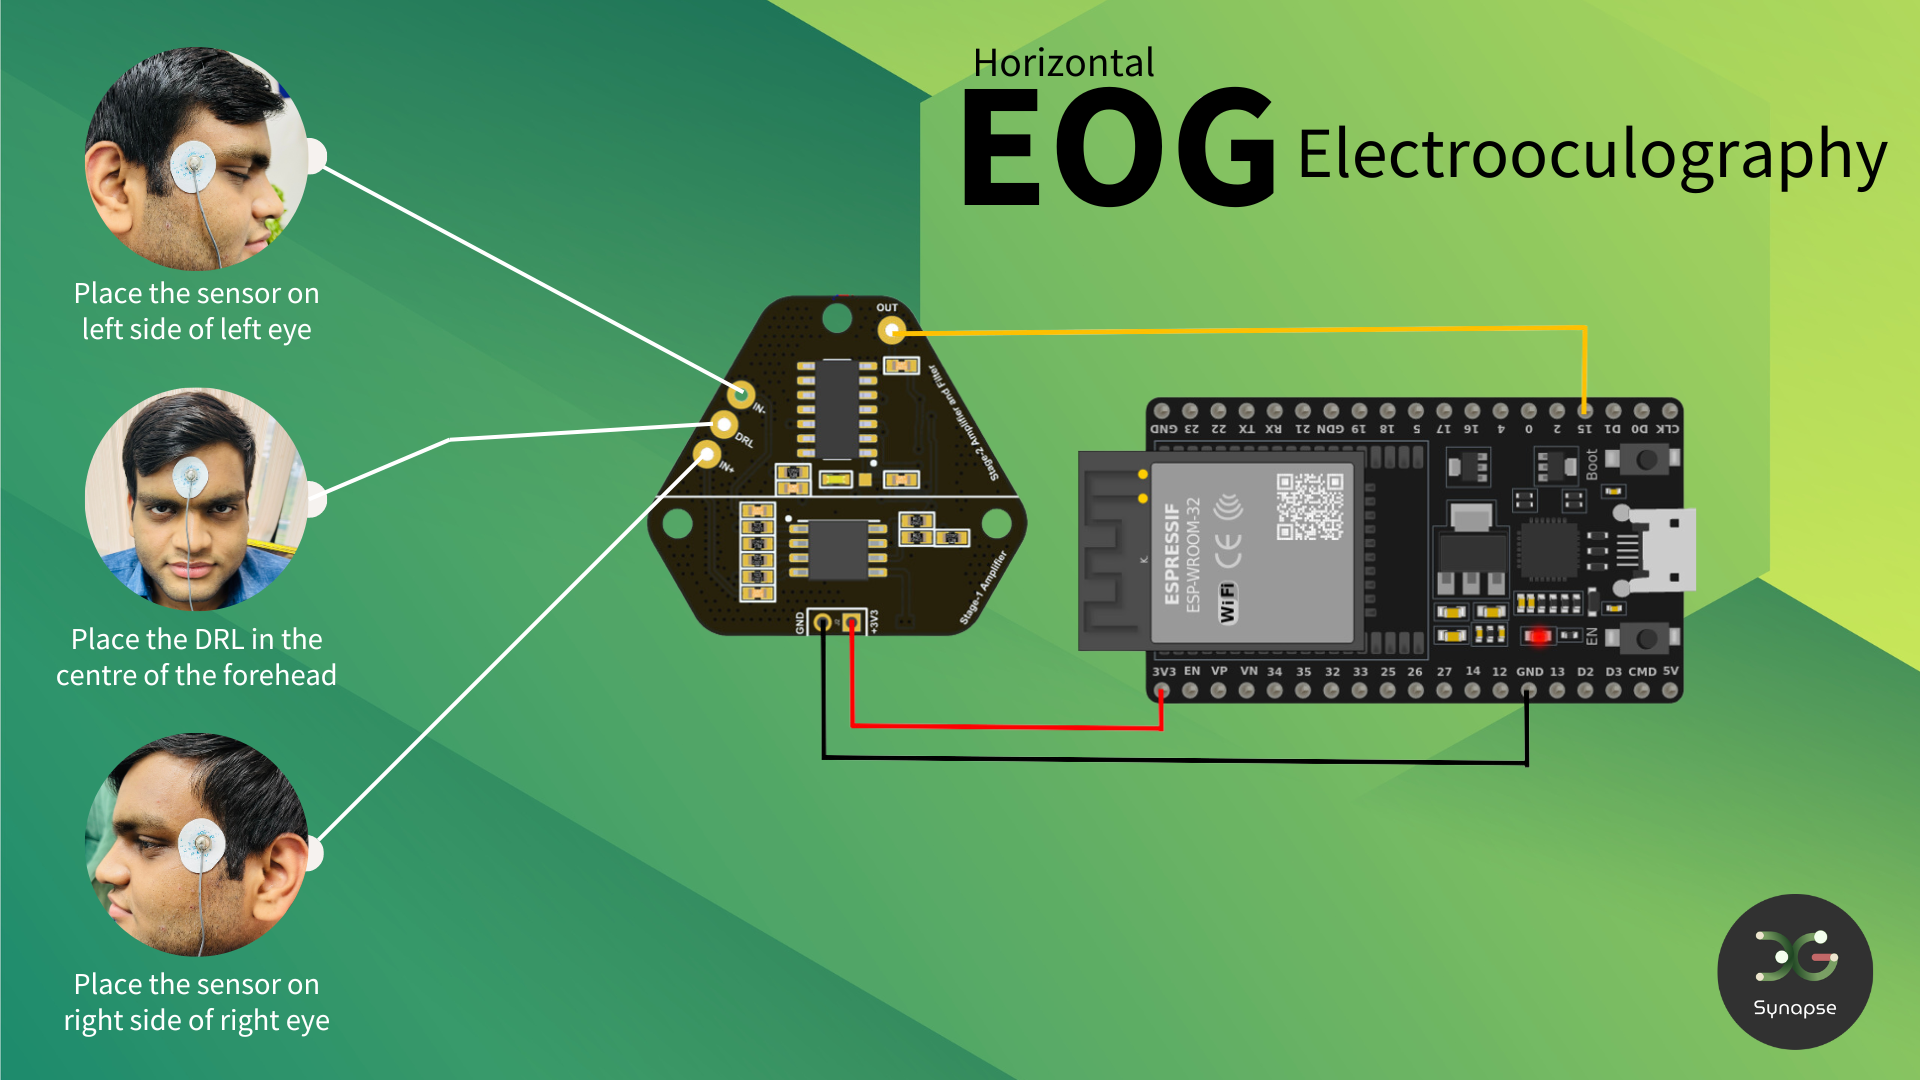 Horizontal
EOG Electrooculography
Place the sensor on
left side of left eye
Place the DRL in the
centre of the forehead
Place the sensor on
right side of right eye
OUT
IN-
DRL
IN+
Stage-2 Amplifier and Filter
Stage-1 Amplifier
GND
+3V3
GND 23 22 TX RX 21 GND 19 18 5 17 16 4 0 2 15 D1 D0 CLK
Boot
ESPRESSIF
ESP-WROOM-32
CE
WiFi
EN
3V3 EN VP VN 34 35 32 33 25 26 27 14 12 GND 13 D2 D3 CMD 5V
Synapse